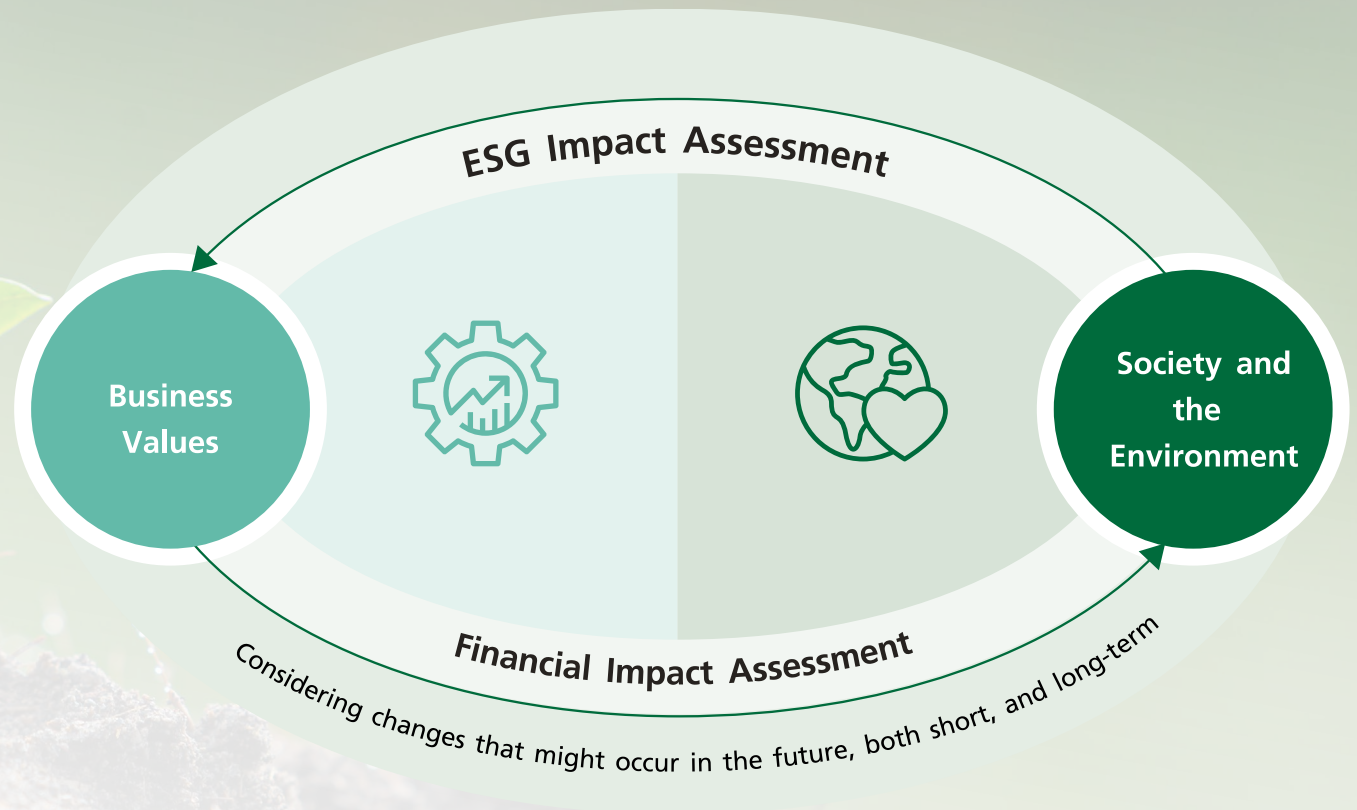 ESG Impact Assessment
Business
Values
Society and
the
Environment
Financial Impact Assessment
Considering changes that might occur in the future, both short, and long-term